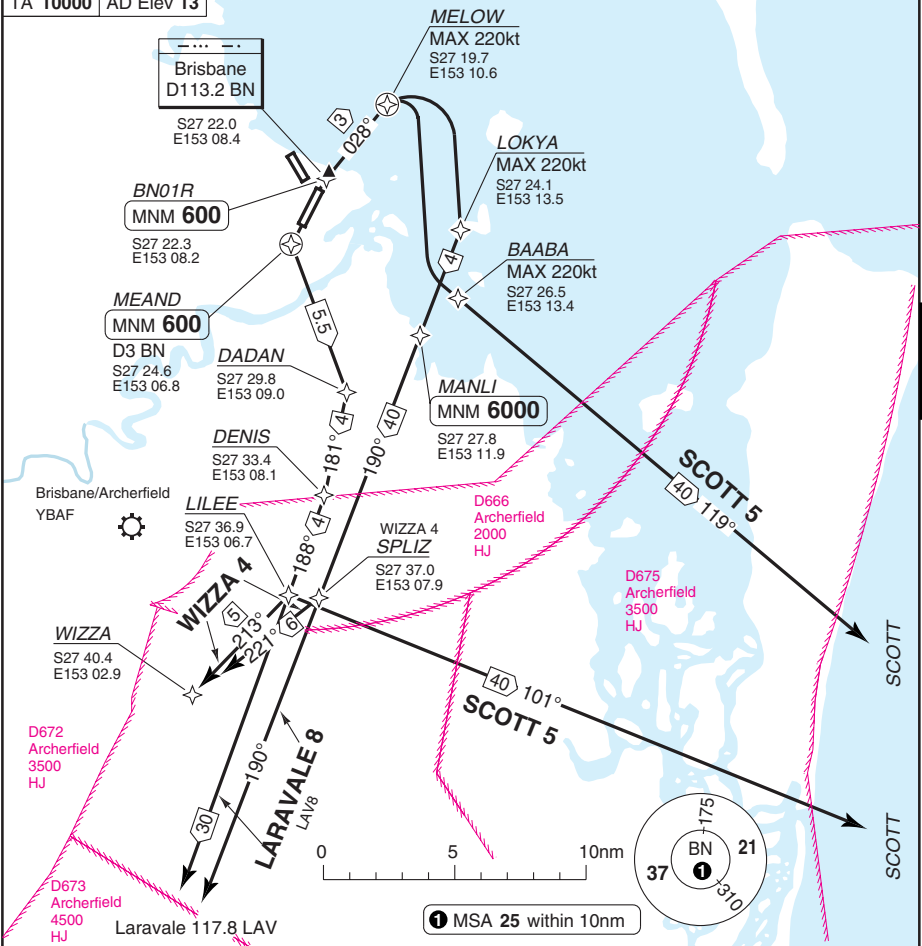 TA 10000 AD Elev 13
MELOW
MAX 220kt
S27 19.7
E153 10.6
Brisbane
D113.2 BN
S27 22.0
E153 08.4
3
028°
LOKYA
MAX 220kt
S27 24.1
E153 13.5
BN01R
MNM 600
S27 22.3
E153 08.2
4
BAABA
MAX 220kt
S27 26.5
E153 13.4
MEAND
MNM 600
D3 BN
S27 24.6
E153 06.8
5.5
DADAN
S27 29.8
E153 09.0
MANLI
MNM 6000
S27 27.8
E153 11.9
4
181°
40
190°
DENIS
S27 33.4
E153 08.1
SCOTT 5
40 119°
Brisbane/Archerfield
YBAF
LILEE
S27 36.9
E153 06.7
4
188°
WIZZA 4
SPLIZ
S27 37.0
E153 07.9
D666
Archerfield
2000
HJ
D675
Archerfield
3500
HJ
WIZZA 4
5
213°
6
221°
WIZZA
S27 40.4
E153 02.9
SCOTT
40 101°
SCOTT 5
D672
Archerfield
3500
HJ
190°
LARAVALE 8
LAV8
30
SCOTT
0 5 10nm
175
BN
1
21
37
310
D673
Archerfield
4500
HJ
Laravale 117.8 LAV
1 MSA 25 within 10nm